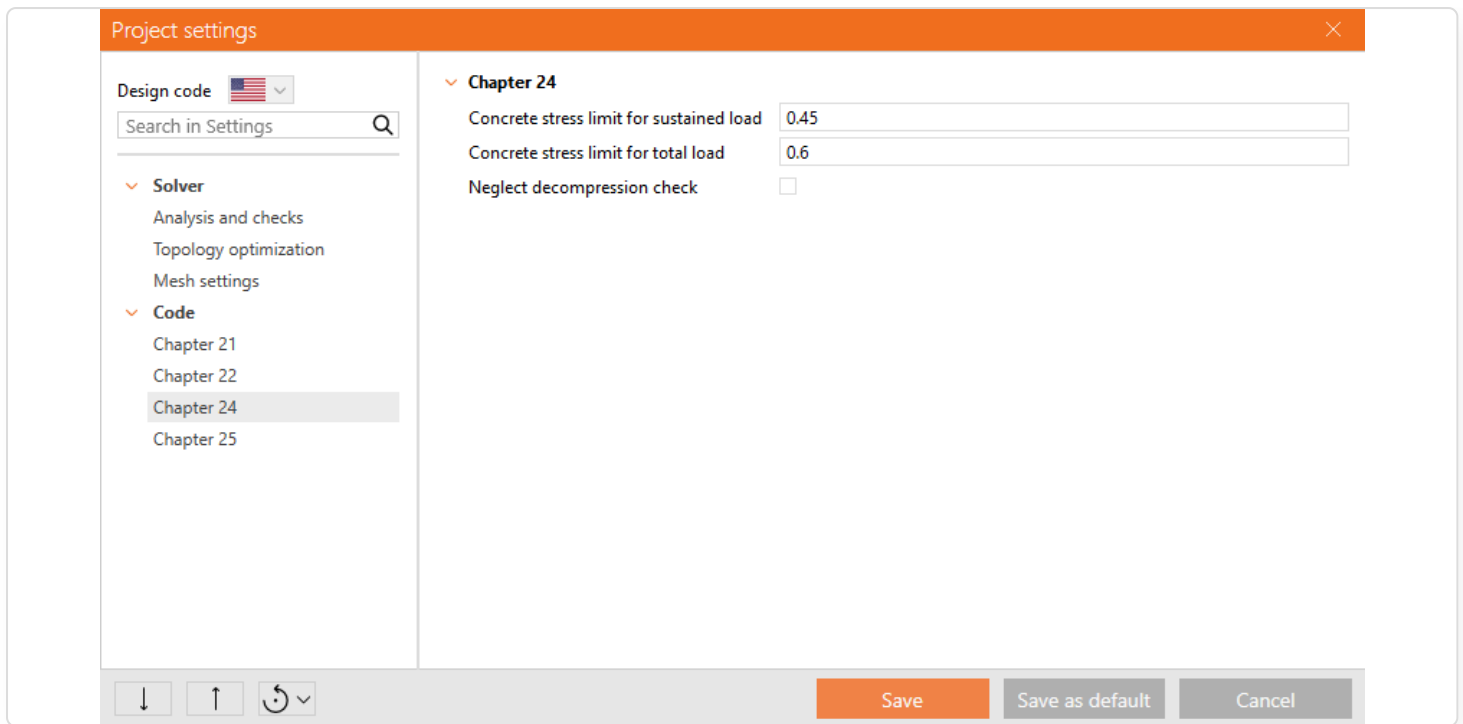 Project settings
Design code
Search in Settings
Solver
Analysis and checks
Topology optimization
Mesh settings
Code
Chapter 21
Chapter 22
Chapter 24
Chapter 25
Chapter 24
Concrete stress limit for sustained load 0.45
Concrete stress limit for total load 0.6
Neglect decompression check
Save Save as default Cancel